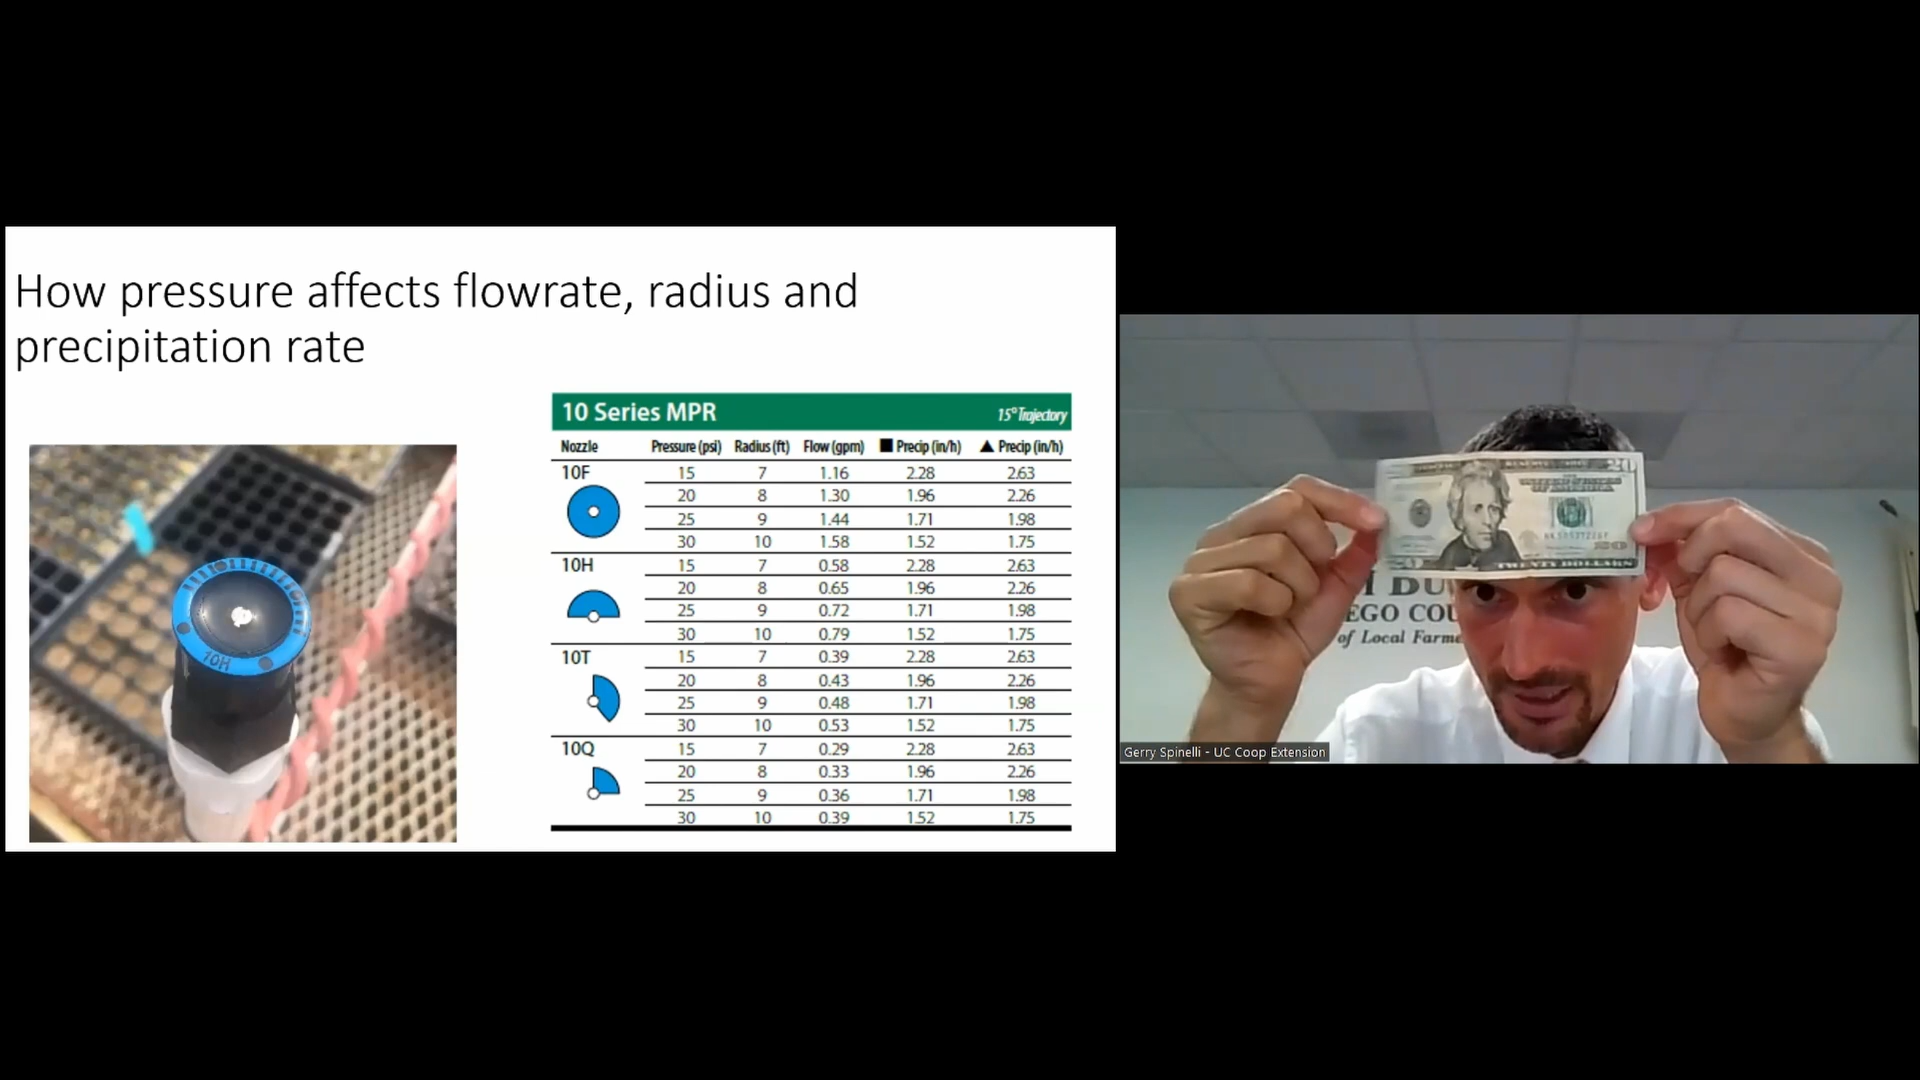 How pressure affects flowrate, radius and
precipitation rate
10H
10 Series MPR 15° Trajectory
Nozzle Pressure (psi) Radius (ft) Flow (gpm) ■ Precip (in/h) ▲ Precip (in/h)
10F 15 7 1.16 2.28 2.63
20 8 1.30 1.96 2.26
25 9 1.44 1.71 1.98
30 10 1.58 1.52 1.75
10H 15 7 0.58 2.28 2.63
20 8 0.65 1.96 2.26
25 9 0.72 1.71 1.98
30 10 0.79 1.52 1.75
10T 15 7 0.39 2.28 2.63
20 8 0.43 1.96 2.26
25 9 0.48 1.71 1.98
30 10 0.53 1.52 1.75
10Q 15 7 0.29 2.28 2.63
20 8 0.33 1.96 2.26
25 9 0.36 1.71 1.98
30 10 0.39 1.52 1.75
20
UNITED STATES
OF AMERICA
20
TWENTY DOLLARS
BU
EGO COU
of Local Farme
Gerry Spinelli - UC Coop Extension